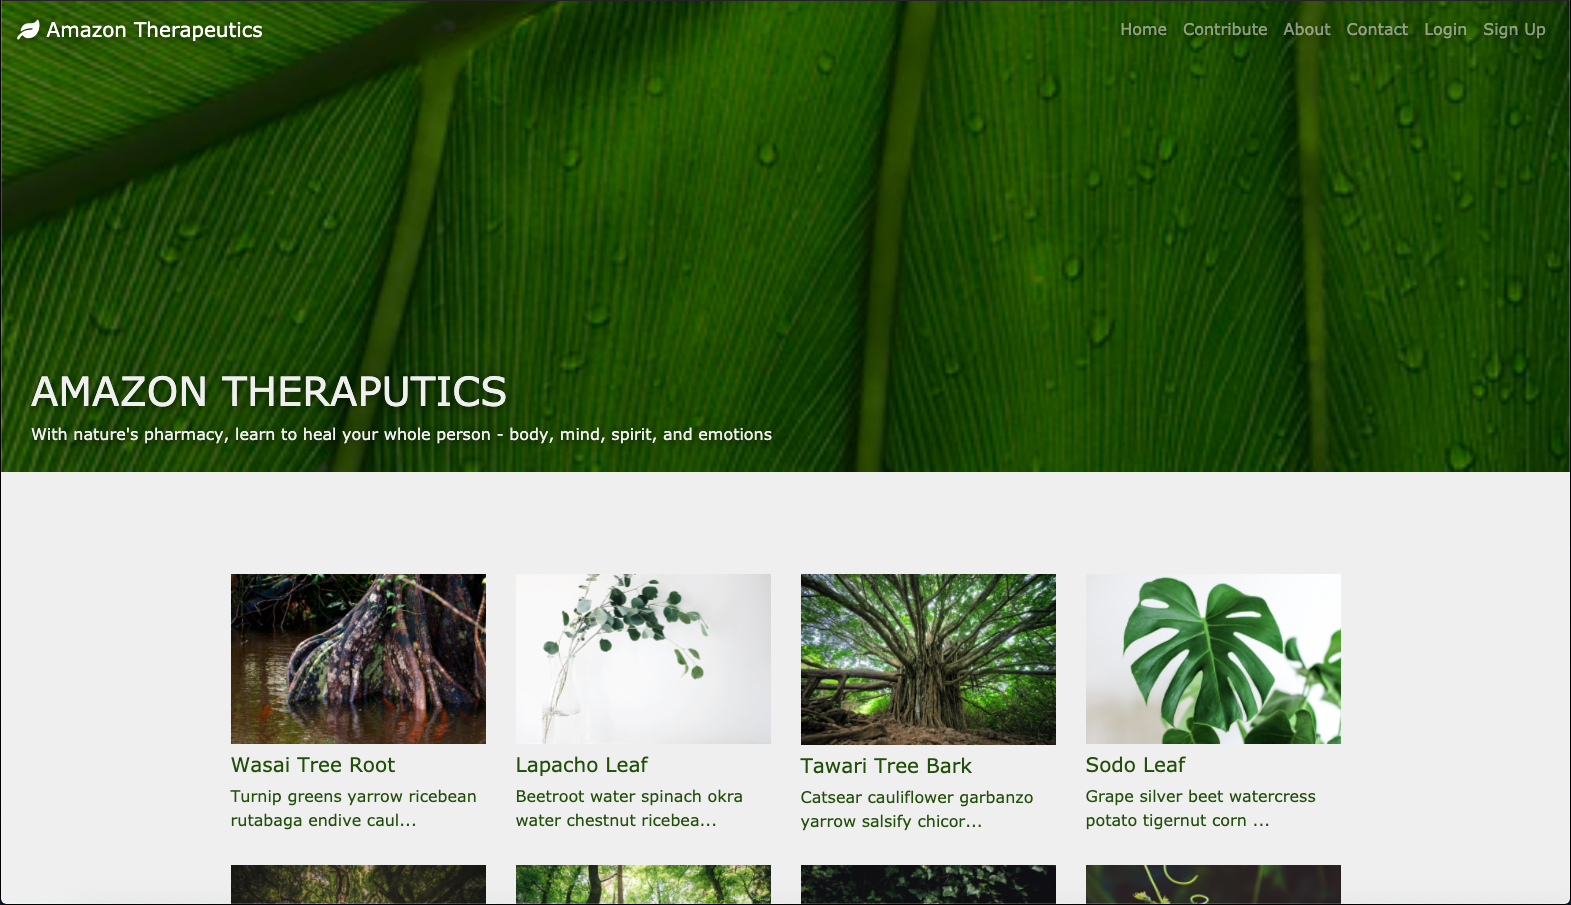 Amazon Therapeutics
Home Contribute About Contact Login Sign Up
AMAZON THERAPUTICS
With nature's pharmacy, learn to heal your whole person - body, mind, spirit, and emotions
Wasai Tree Root
Turnip greens yarrow ricebean
rutabaga endive caul...
Lapacho Leaf
Beetroot water spinach okra
water chestnut ricebea...
Tawari Tree Bark
Catsear cauliflower garbanzo
yarrow salsify chicor...
Sodo Leaf
Grape silver beet watercress
potato tigernut corn ...